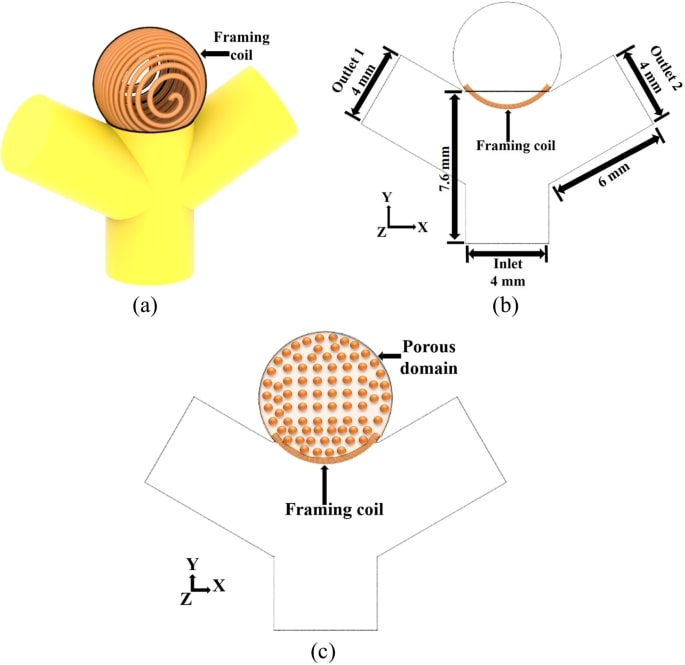 Framing
coil
(a)
Outlet 1
4 mm
Outlet 2
4 mm
Framing coil
7.6 mm
6 mm
Y
Z X
Inlet
4 mm
(b)
Porous
domain
Framing coil
Y
Z X
(c)